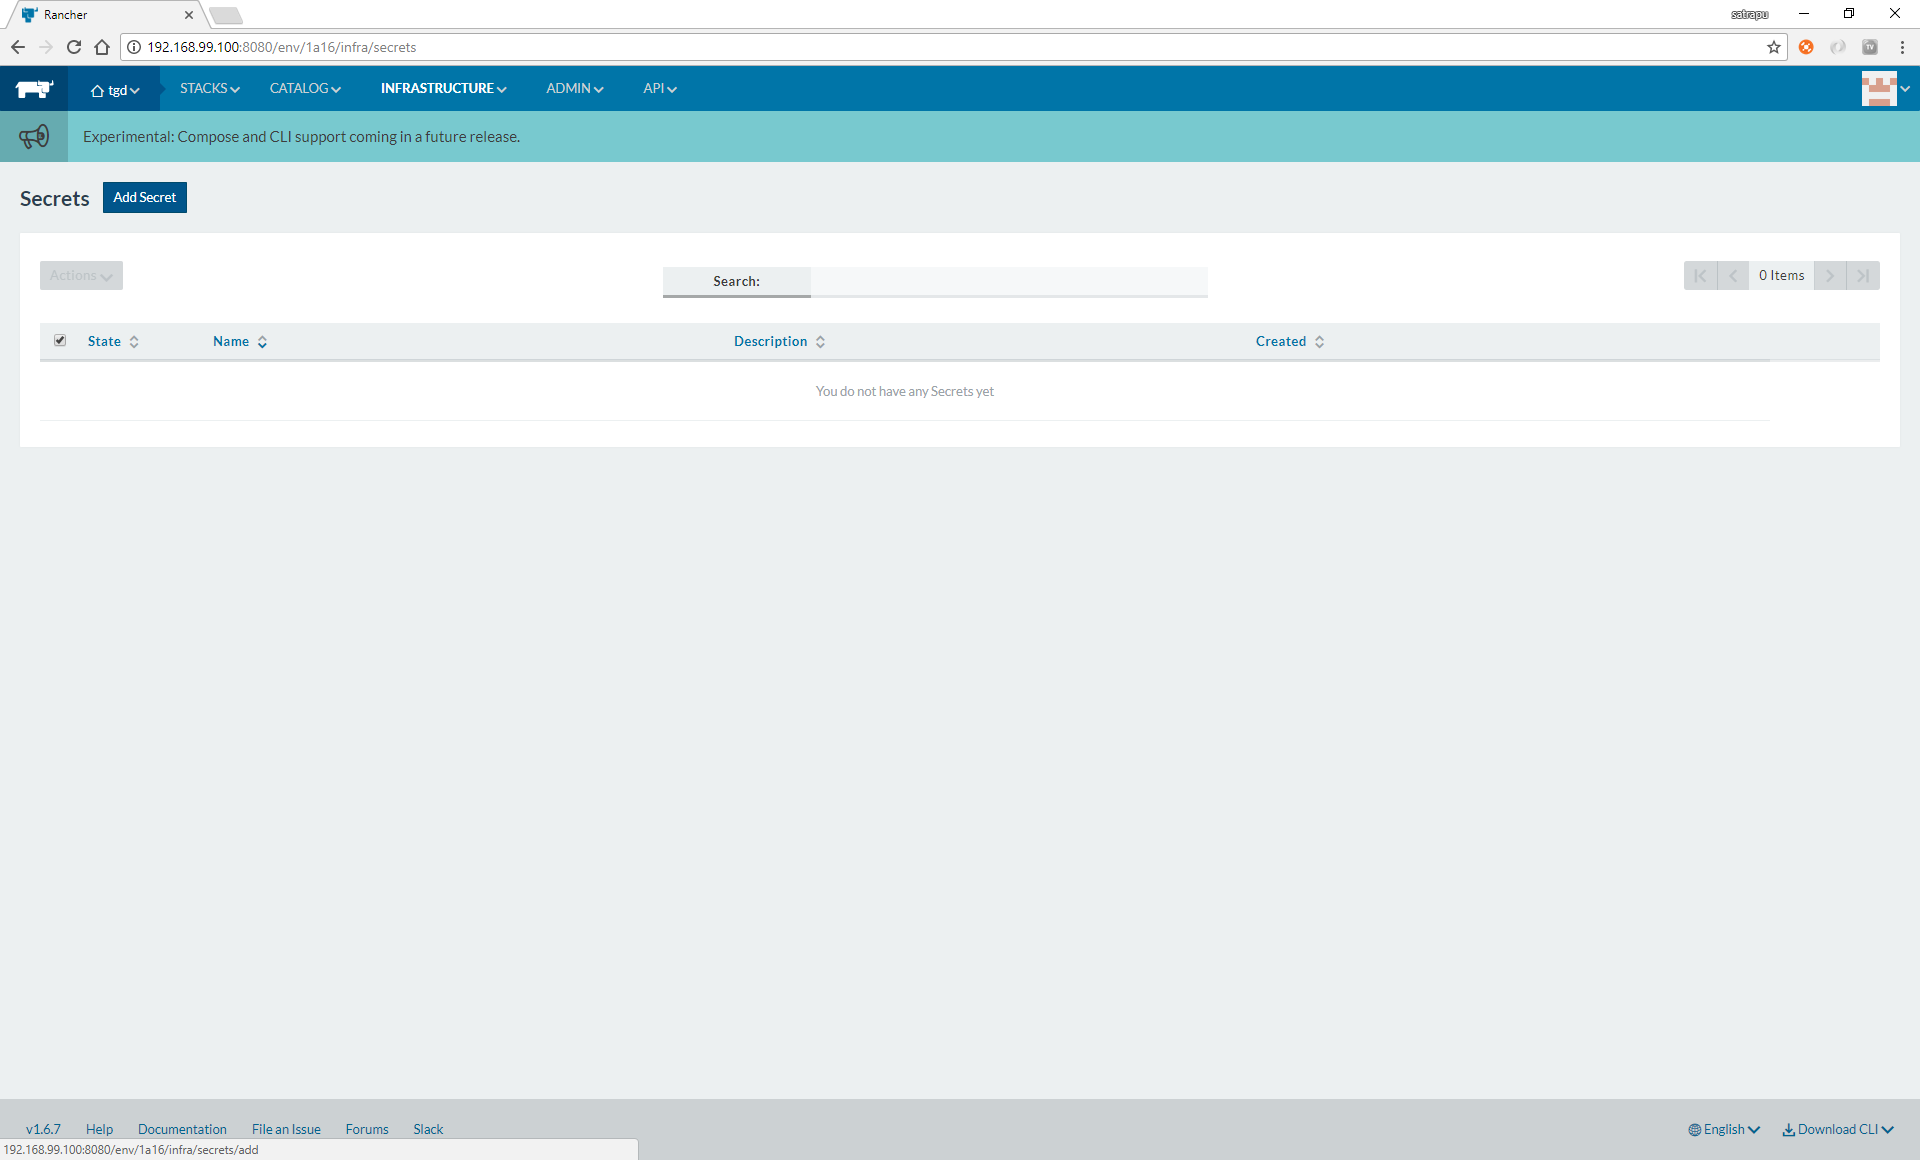 Rancher
satrapu
192.168.99.100:8080/env/1a16/infra/secrets
TV
tgd STACKS CATALOG INFRASTRUCTURE ADMIN API
Experimental: Compose and CLI support coming in a future release.
Secrets Add Secret
Actions Search: 0 Items
State Name Description Created
You do not have any Secrets yet
v1.6.7 Help Documentation File an Issue Forums Slack English Download CLI
192.168.99.100:8080/env/1a16/infra/secrets/add